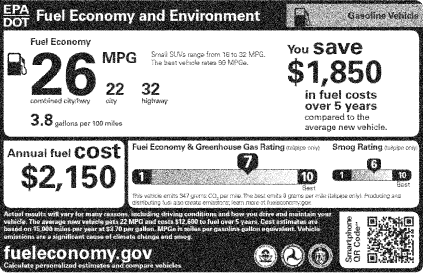 EPA
DOT
Fuel Economy and Environment
Gasoline Vehicle
Fuel Economy
26 MPG
22 32
combined city/hwy city highway
3.8 gallons per 100 miles
Small SUVs range from 16 to 32 MPG.
The best vehicle rates 99 MPGe.
You save
$1,850
in fuel costs
over 5 years
compared to the
average new vehicle.
Annual fuel cost
$2,150
Fuel Economy & Greenhouse Gas Rating (tailpipe only)
7
1 10
Best
Smog Rating (tailpipe only)
6
1 10
Best
This vehicle emits 347 grams CO₂ per mile. The best emits 0 grams per mile (tailpipe only). Producing and
distributing fuel also create emissions; learn more at fueleconomy.gov.
Actual results will vary for many reasons, including driving conditions and how you drive and maintain your
vehicle. The average new vehicle gets 22 MPG and costs $12,600 to fuel over 5 years. Cost estimates are
based on 15,000 miles per year at $3.70 per gallon. MPGe is miles per gasoline gallon equivalent. Vehicle
emissions are a significant cause of climate change and smog.
fueleconomy.gov
Calculate personalized estimates and compare vehicles
Smartphone
QR Code™